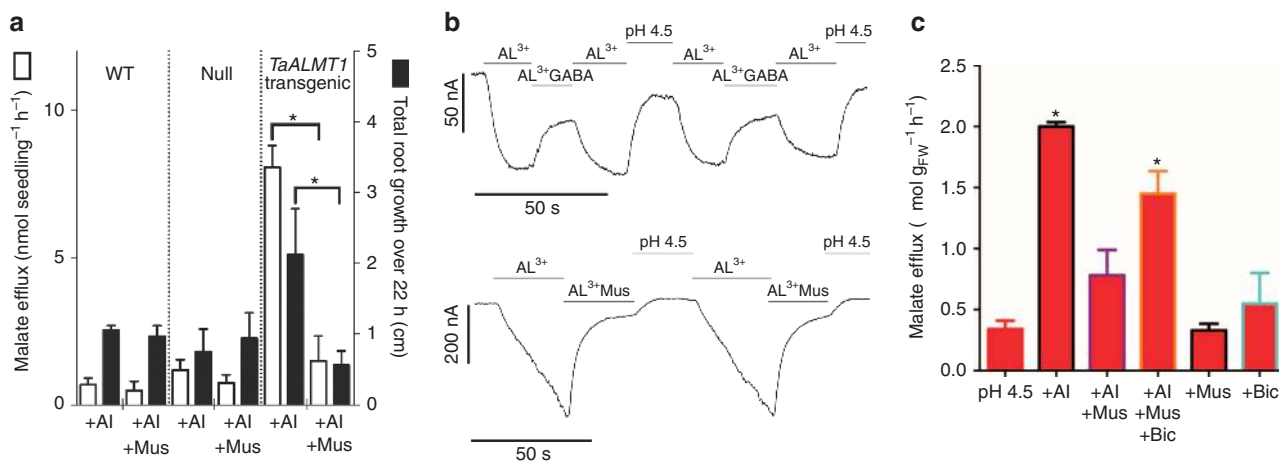 a
Malate efflux (nmol seedling⁻¹ h⁻¹)
10
5
0
WT
Null
TaALMT1
transgenic
*
*
5
4
3
2
1
0
Total root growth over 22 h (cm)
+Al +Al +Al +Al +Al +Al
+Mus +Mus +Mus
b
pH 4.5 pH 4.5
AL³⁺ AL³⁺ AL³⁺ AL³⁺
AL³⁺GABA AL³⁺GABA
50 nA
50 s
pH 4.5 pH 4.5
AL³⁺ AL³⁺
AL³⁺Mus AL³⁺Mus
200 nA
50 s
c
Malate efflux ( mol g_FW⁻¹ h⁻¹)
2.5
2.0
1.5
1.0
0.5
0.0
*
*
pH 4.5 +Al +Al +Al +Mus +Bic
+Mus +Mus
+Bic